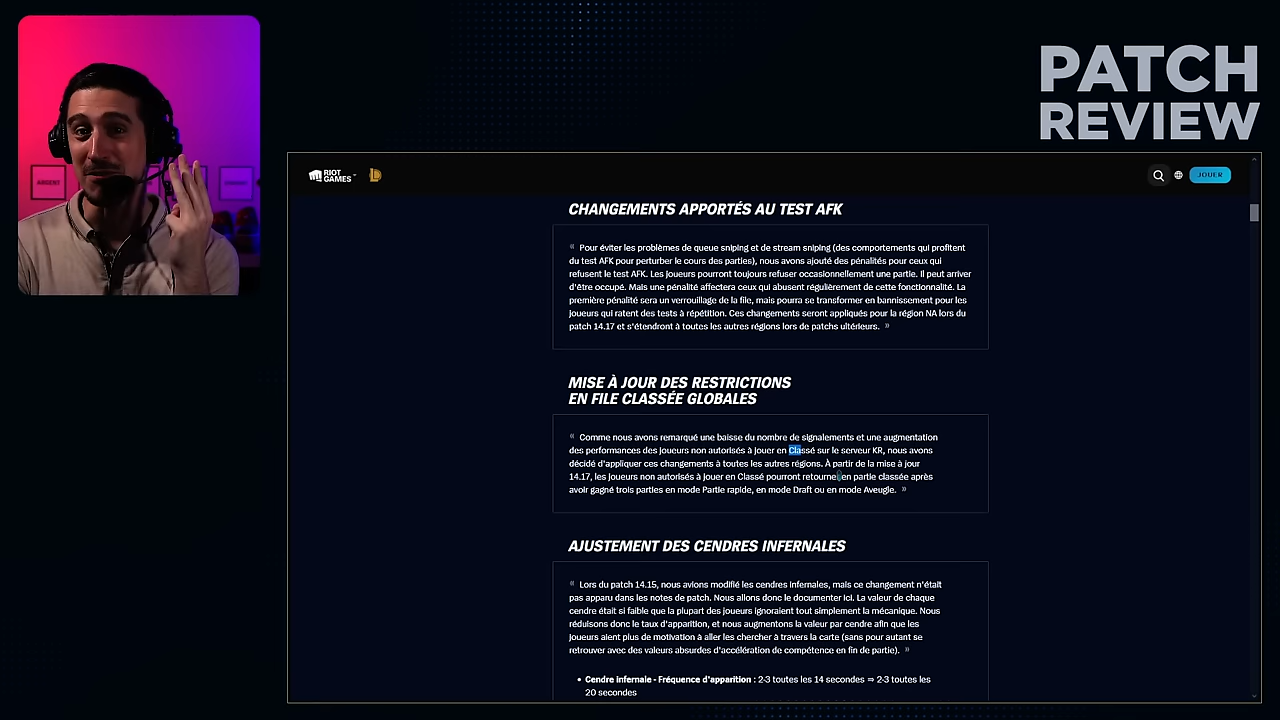 PATCH
REVIEW
ARGENT
RIOT
GAMES
JOUER
CHANGEMENTS APPORTÉS AU TEST AFK
« Pour éviter les problèmes de queue sniping et de stream sniping (des comportements qui profitent
du test AFK pour perturber le cours des parties), nous avons ajouté des pénalités pour ceux qui
refusent le test AFK. Les joueurs pourront toujours refuser occasionnellement une partie. Il peut arriver
d'être occupé. Mais une pénalité affectera ceux qui abusent régulièrement de cette fonctionnalité. La
première pénalité sera un verrouillage de la file, mais pourra se transformer en bannissement pour les
joueurs qui ratent des tests à répétition. Ces changements seront appliqués pour la région NA lors du
patch 14.17 et s'étendront à toutes les autres régions lors de patchs ultérieurs. »
MISE À JOUR DES RESTRICTIONS
EN FILE CLASSÉE GLOBALES
« Comme nous avons remarqué une baisse du nombre de signalements et une augmentation
des performances des joueurs non autorisés à jouer en Classé sur le serveur KR, nous avons
décidé d'appliquer ces changements à toutes les autres régions. À partir de la mise à jour
14.17, les joueurs non autorisés à jouer en Classé pourront retourner en partie classée après
avoir gagné trois parties en mode Partie rapide, en mode Draft ou en mode Aveugle. »
AJUSTEMENT DES CENDRES INFERNALES
« Lors du patch 14.15, nous avions modifié les cendres infernales, mais ce changement n'était
pas apparu dans les notes de patch. Nous allons donc le documenter ici. La valeur de chaque
cendre était si faible que la plupart des joueurs ignoraient tout simplement la mécanique. Nous
réduisons donc le taux d'apparition, et nous augmentons la valeur par cendre afin que les
joueurs aient plus de motivation à aller les chercher à travers la carte (sans pour autant se
retrouver avec des valeurs absurdes d'accélération de compétence en fin de partie). »
• Cendre infernale - Fréquence d'apparition : 2-3 toutes les 14 secondes ⇒ 2-3 toutes les
20 secondes